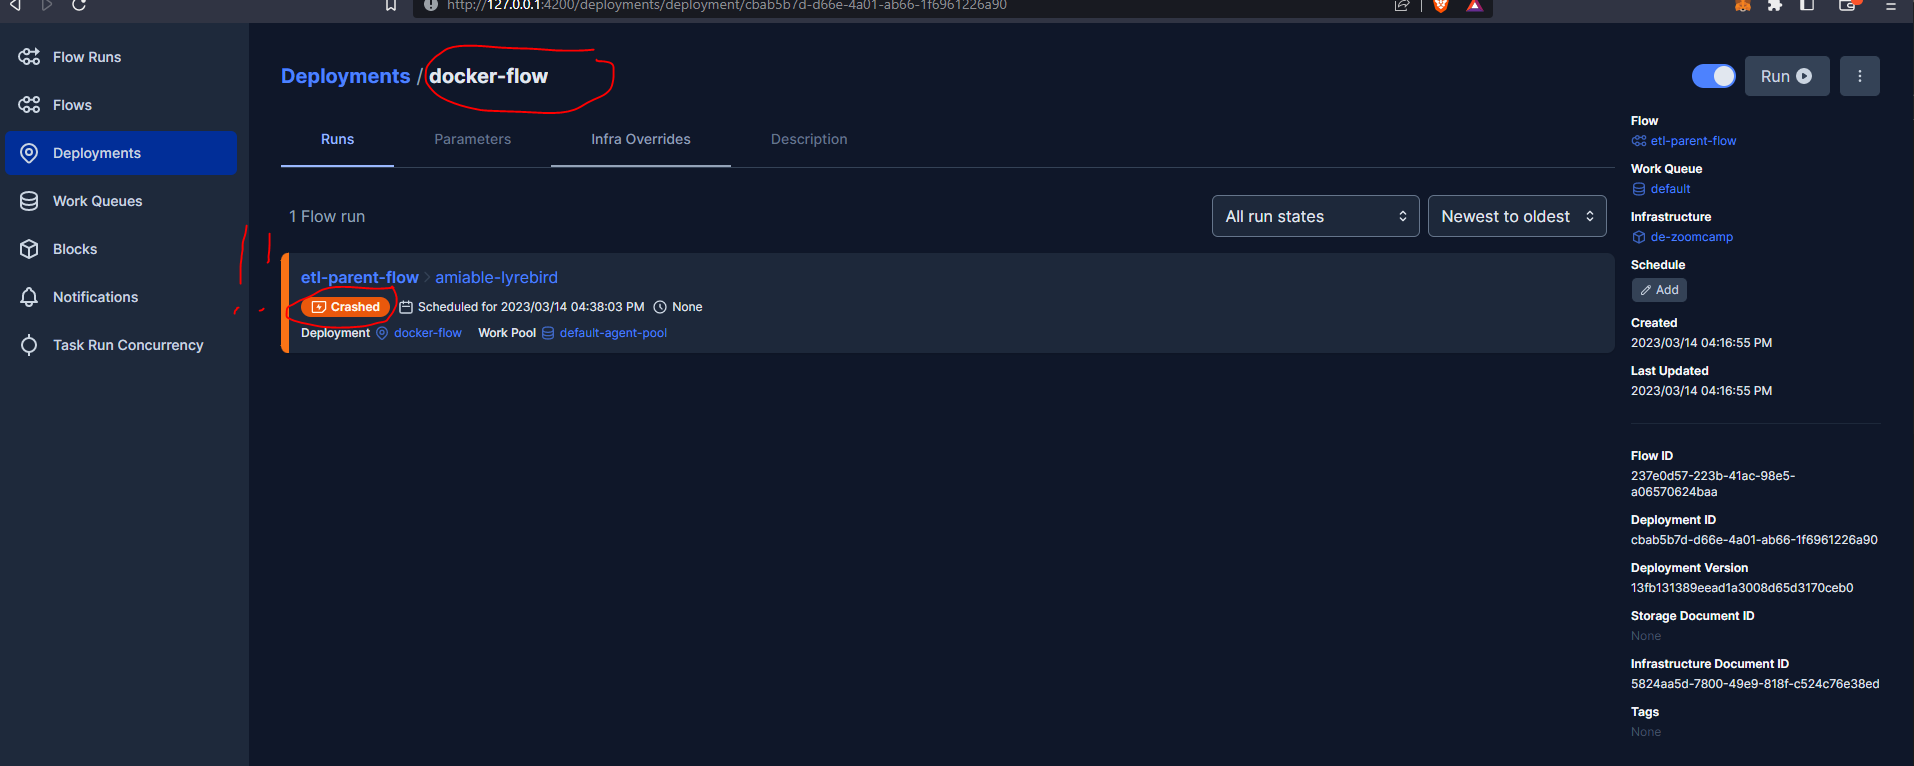 http://127.0.0.1:4200/deployments/deployment/cbab5b7d-d66e-4a01-ab66-1f6961226a90
Flow Runs
Flows
Deployments
Work Queues
Blocks
Notifications
Task Run Concurrency
Deployments / docker-flow
Run
Runs Parameters Infra Overrides Description
1 Flow run
All run states
Newest to oldest
etl-parent-flow > amiable-lyrebird
Crashed Scheduled for 2023/03/14 04:38:03 PM None
Deployment docker-flow Work Pool default-agent-pool
Flow
etl-parent-flow
Work Queue
default
Infrastructure
de-zoomcamp
Schedule
Add
Created
2023/03/14 04:16:55 PM
Last Updated
2023/03/14 04:16:55 PM
Flow ID
237e0d57-223b-41ac-98e5-
a06570624baa
Deployment ID
cbab5b7d-d66e-4a01-ab66-1f6961226a90
Deployment Version
13fb131389eead1a3008d65d3170ceb0
Storage Document ID
None
Infrastructure Document ID
5824aa5d-7800-49e9-818f-c524c76e38ed
Tags
None